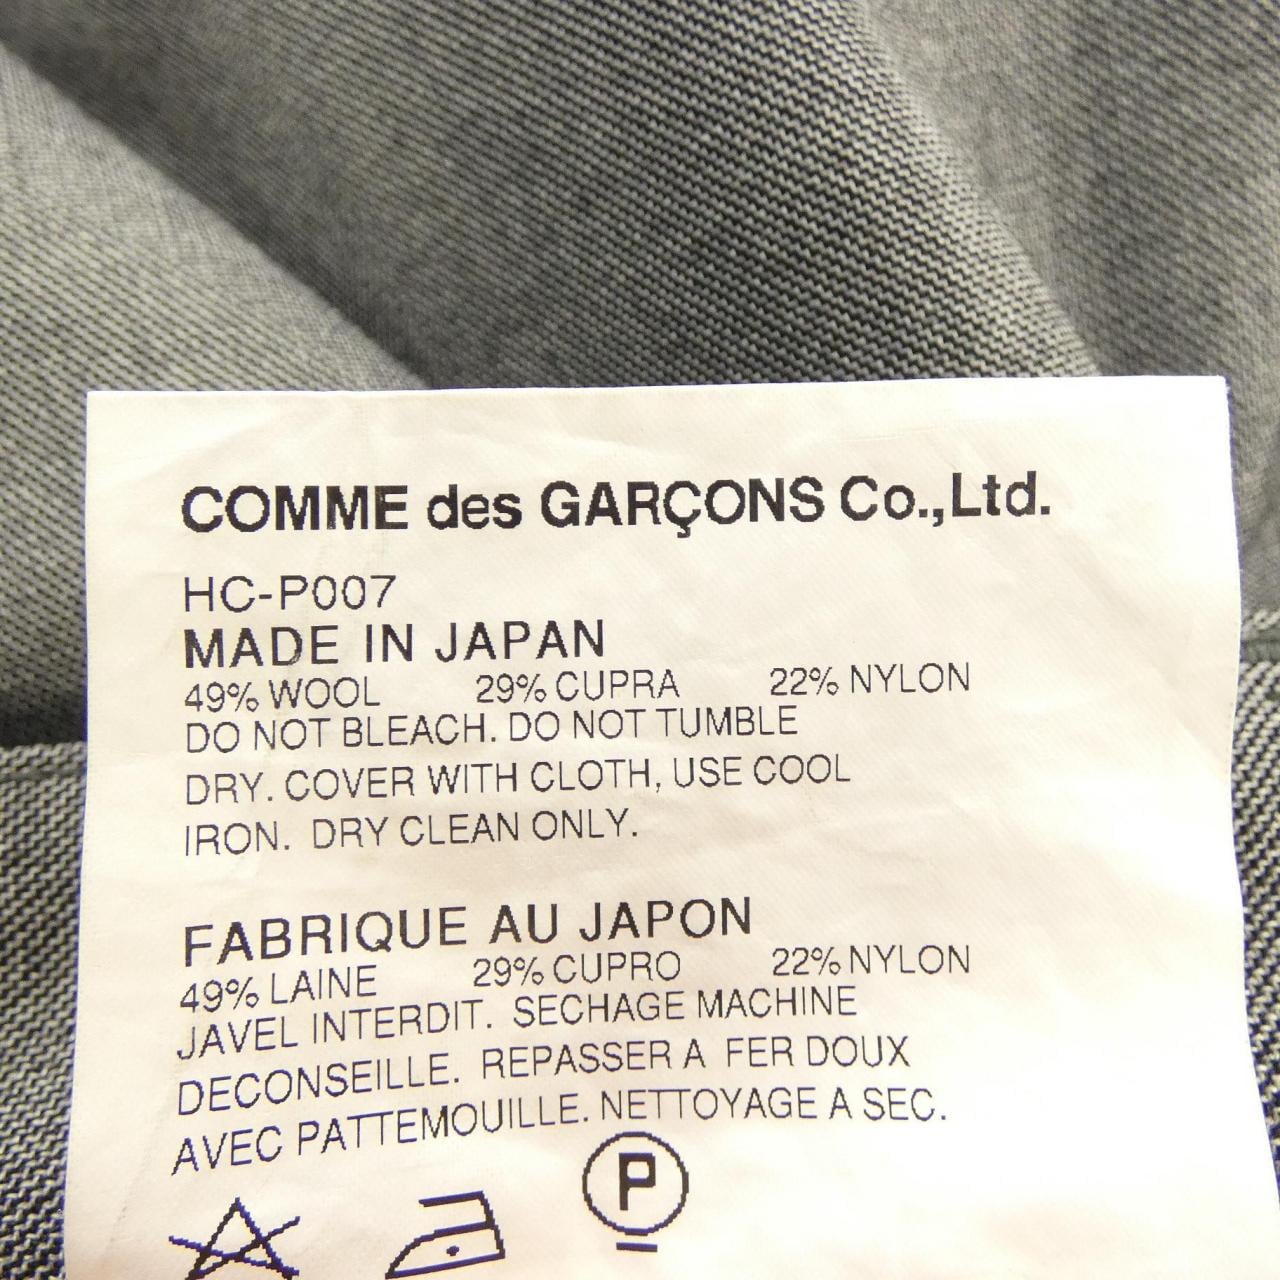 COMME des GARÇONS Co.,Ltd.
HC-P007
MADE IN JAPAN
49% WOOL 29% CUPRA 22% NYLON
DO NOT BLEACH. DO NOT TUMBLE
DRY. COVER WITH CLOTH, USE COOL
IRON. DRY CLEAN ONLY.
FABRIQUE AU JAPON
49% LAINE 29% CUPRO 22% NYLON
JAVEL INTERDIT. SECHAGE MACHINE
DECONSEILLE. REPASSER A FER DOUX
AVEC PATTEMOUILLE. NETTOYAGE A SEC.
P